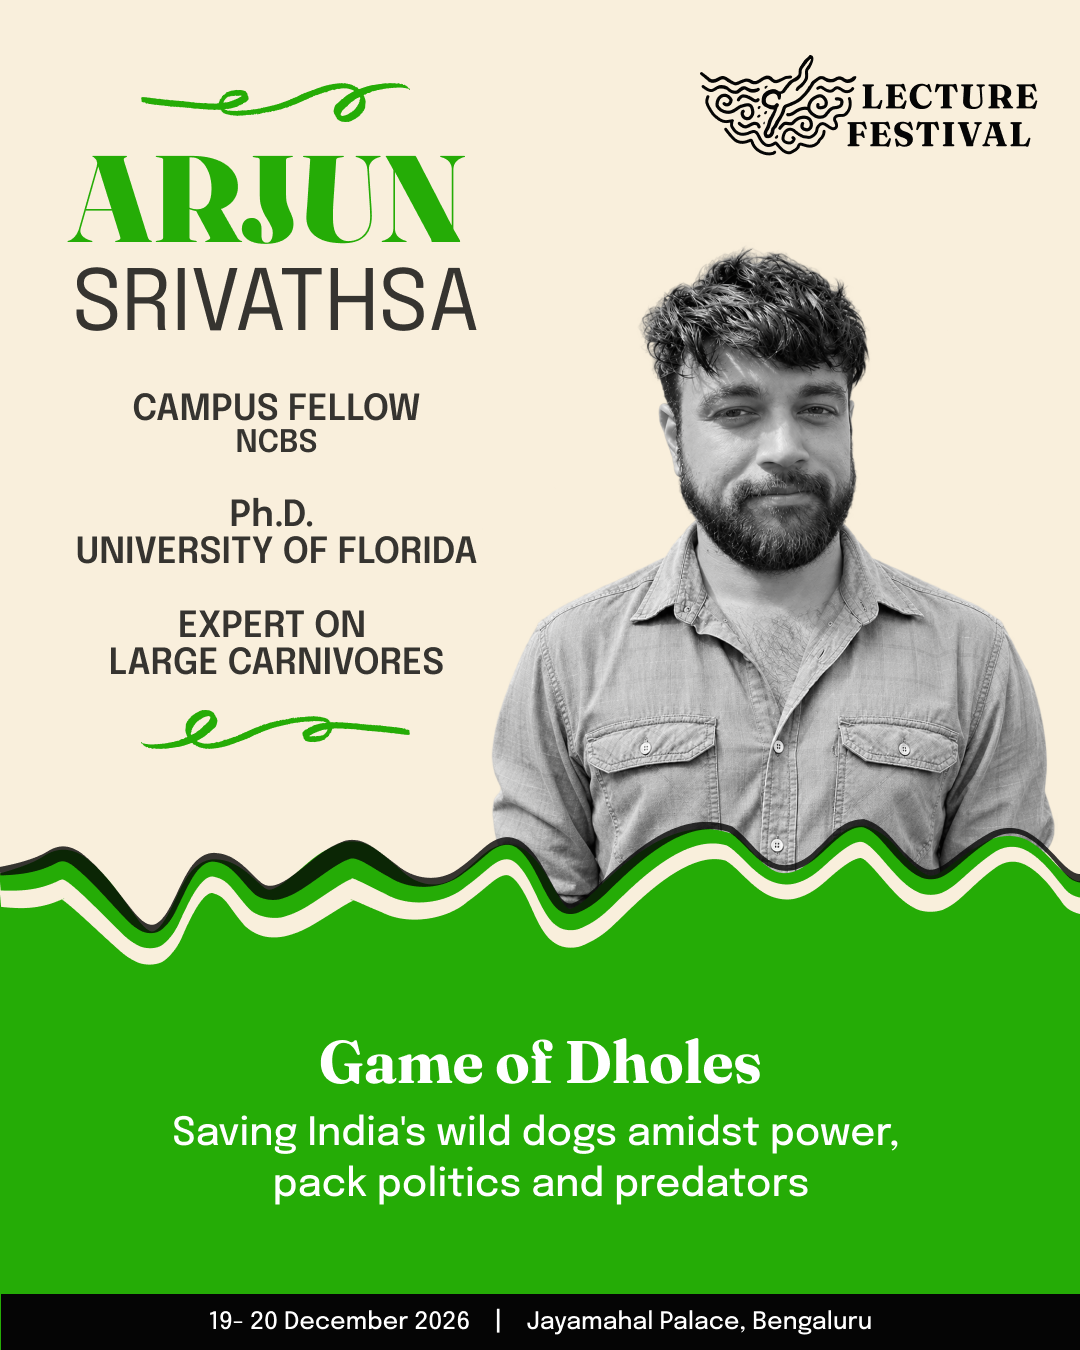 LECTURE
FESTIVAL
ARJUN
SRIVATHSA
CAMPUS FELLOW
NCBS
Ph.D.
UNIVERSITY OF FLORIDA
EXPERT ON
LARGE CARNIVORES
Game of Dholes
Saving India's wild dogs amidst power,
pack politics and predators
19- 20 December 2026 | Jayamahal Palace, Bengaluru